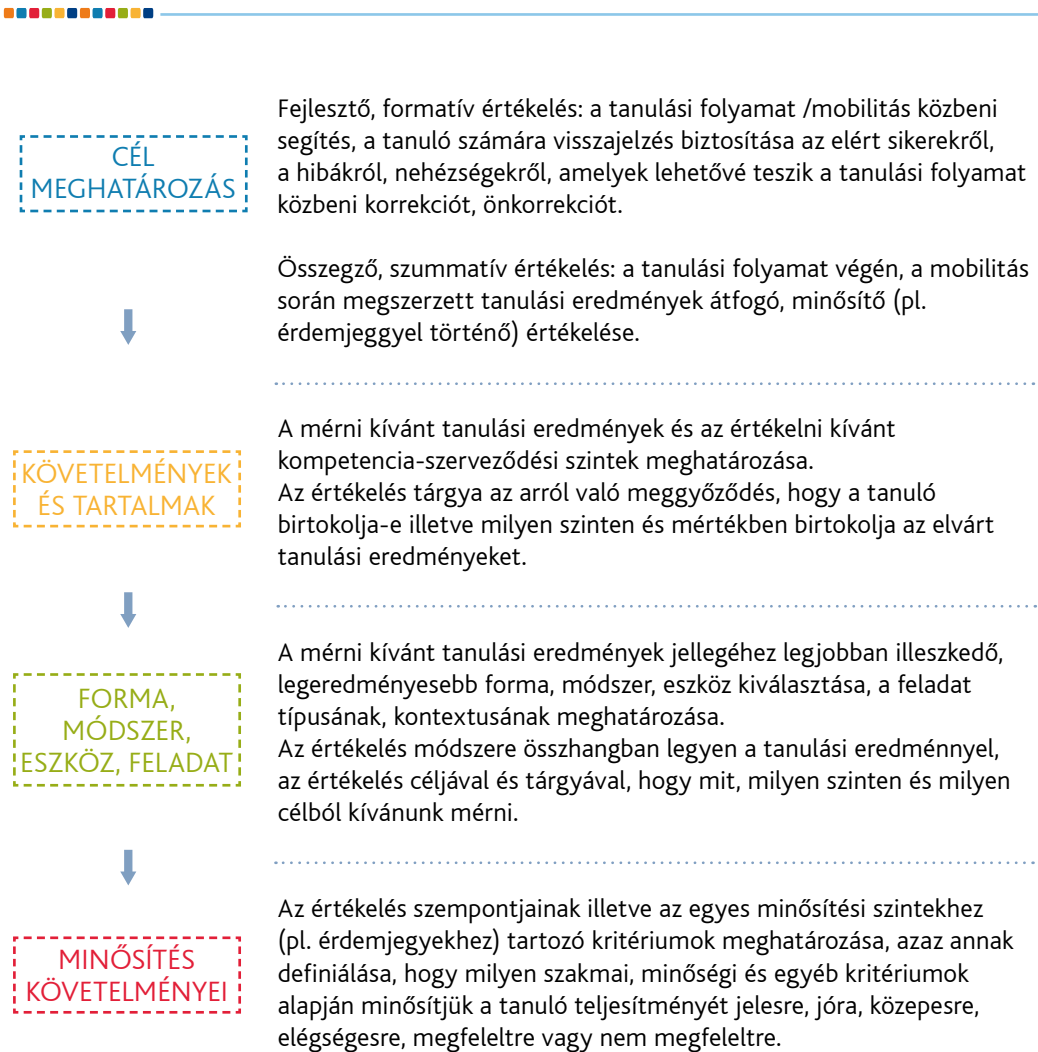 CÉL
MEGHATÁROZÁS
Fejlesztő, formatív értékelés: a tanulási folyamat /mobilitás közbeni
segítés, a tanuló számára visszajelzés biztosítása az elért sikerekről,
a hibákról, nehézségekről, amelyek lehetővé teszik a tanulási folyamat
közbeni korrekciót, önkorrekciót.
Összegző, szummatív értékelés: a tanulási folyamat végén, a mobilitás
során megszerzett tanulási eredmények átfogó, minősítő (pl.
érdemjeggyel történő) értékelése.
KÖVETELMÉNYEK
ÉS TARTALMAK
A mérni kívánt tanulási eredmények és az értékelni kívánt
kompetencia-szerveződési szintek meghatározása.
Az értékelés tárgya az arról való meggyőződés, hogy a tanuló
birtokolja-e illetve milyen szinten és mértékben birtokolja az elvárt
tanulási eredményeket.
FORMA,
MÓDSZER,
ESZKÖZ, FELADAT
A mérni kívánt tanulási eredmények jellegéhez legjobban illeszkedő,
legeredményesebb forma, módszer, eszköz kiválasztása, a feladat
típusának, kontextusának meghatározása.
Az értékelés módszere összhangban legyen a tanulási eredménnyel,
az értékelés céljával és tárgyával, hogy mit, milyen szinten és milyen
célból kívánunk mérni.
MINŐSÍTÉS
KÖVETELMÉNYEI
Az értékelés szempontjainak illetve az egyes minősítési szintekhez
(pl. érdemjegyekhez) tartozó kritériumok meghatározása, azaz annak
definiálása, hogy milyen szakmai, minőségi és egyéb kritériumok
alapján minősítjük a tanuló teljesítményét jelesre, jóra, közepesre,
elégségesre, megfeleltre vagy nem megfeleltre.